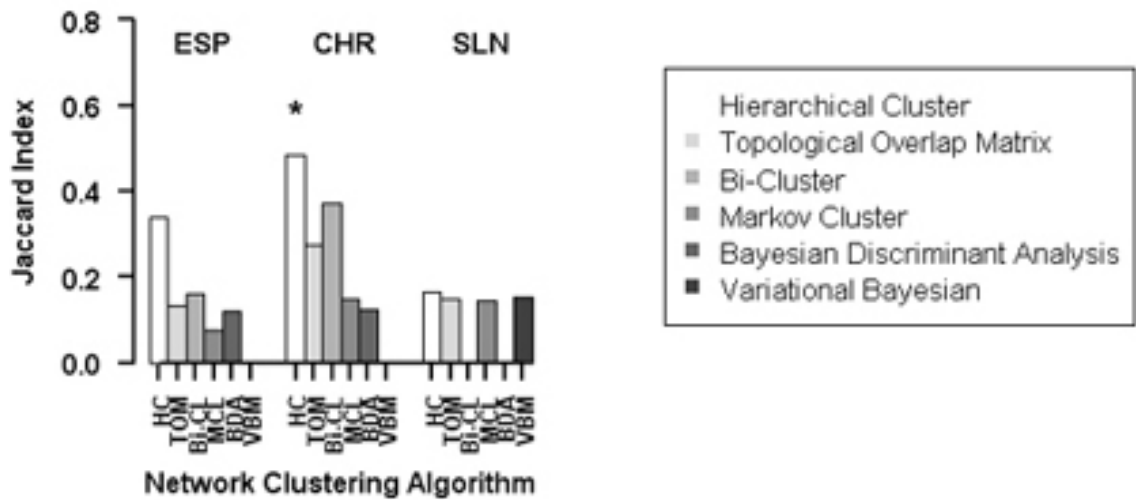 0.8
0.6
0.4
0.2
0.0
Jaccard Index
ESP CHR SLN
*
HC TOM Bi-CL MCL BDA VBM HC TOM Bi-CL MCL BDA VBM HC TOM Bi-CL MCL BDA VBM
Network Clustering Algorithm
Hierarchical Cluster
Topological Overlap Matrix
Bi-Cluster
Markov Cluster
Bayesian Discriminant Analysis
Variational Bayesian